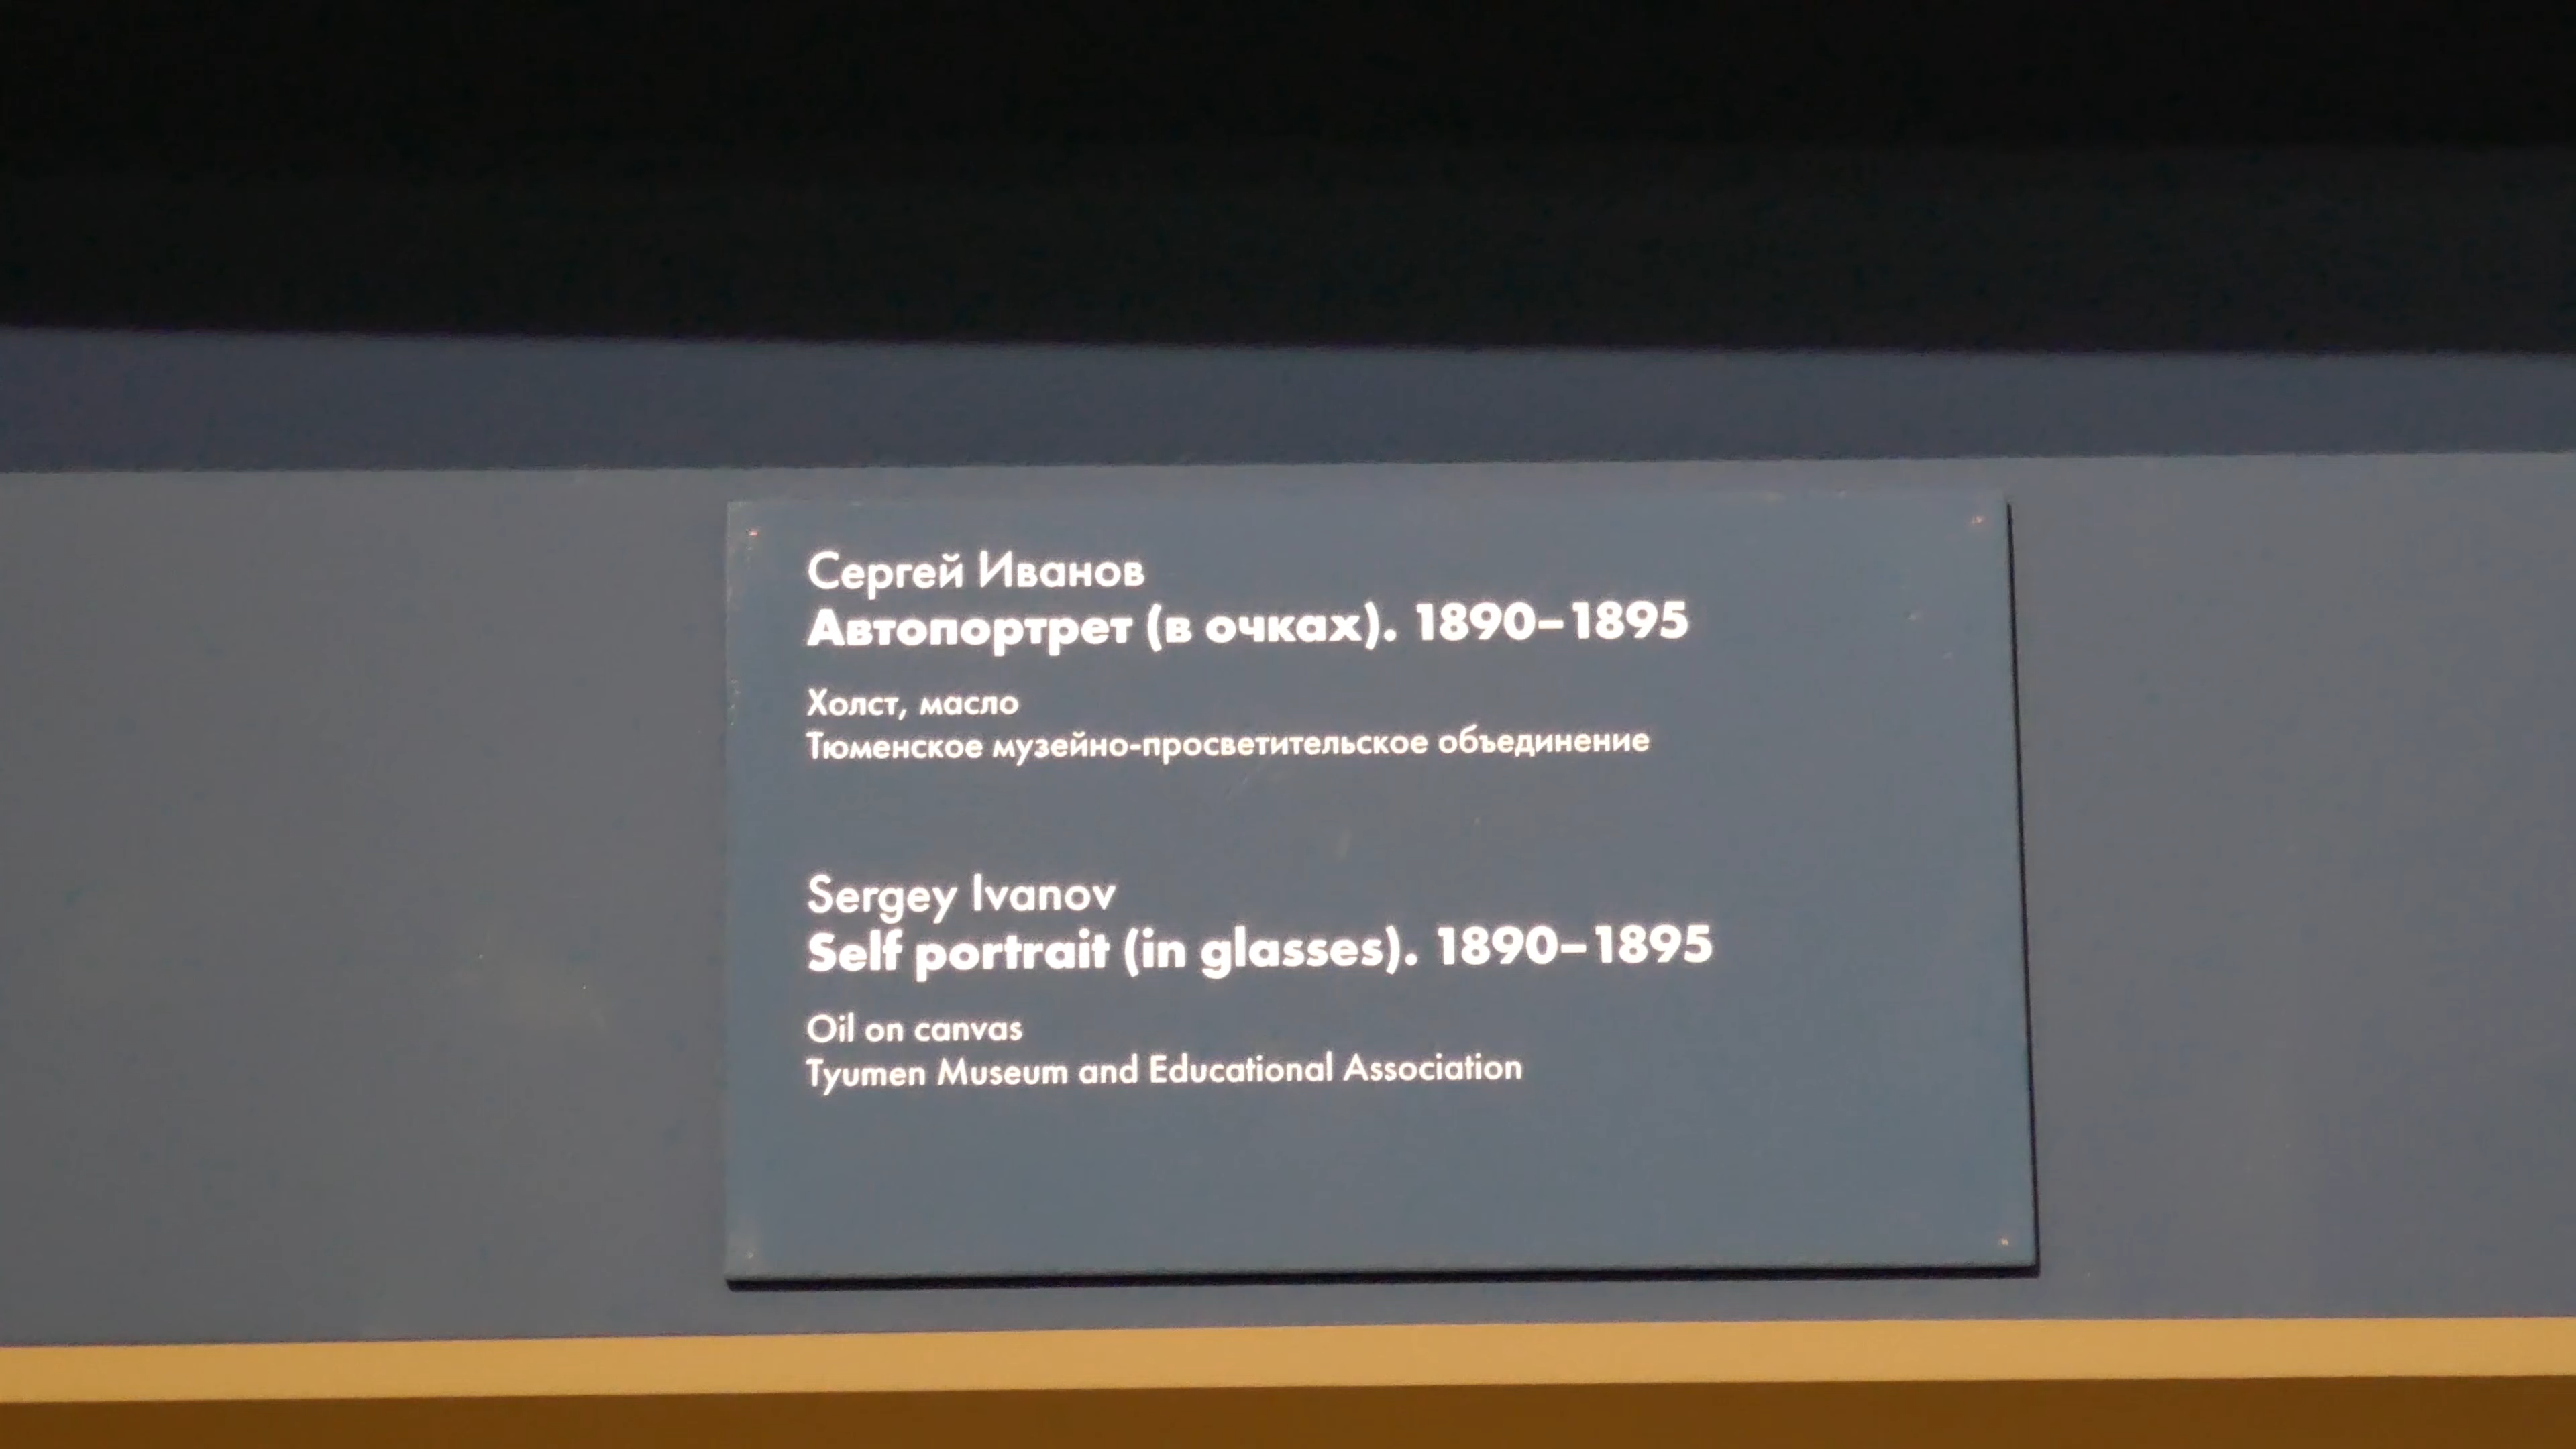 Сергей Иванов
Автопортрет (в очках). 1890–1895
Холст, масло
Тюменское музейно-просветительское объединение
Sergey Ivanov
Self portrait (in glasses). 1890–1895
Oil on canvas
Tyumen Museum and Educational Association